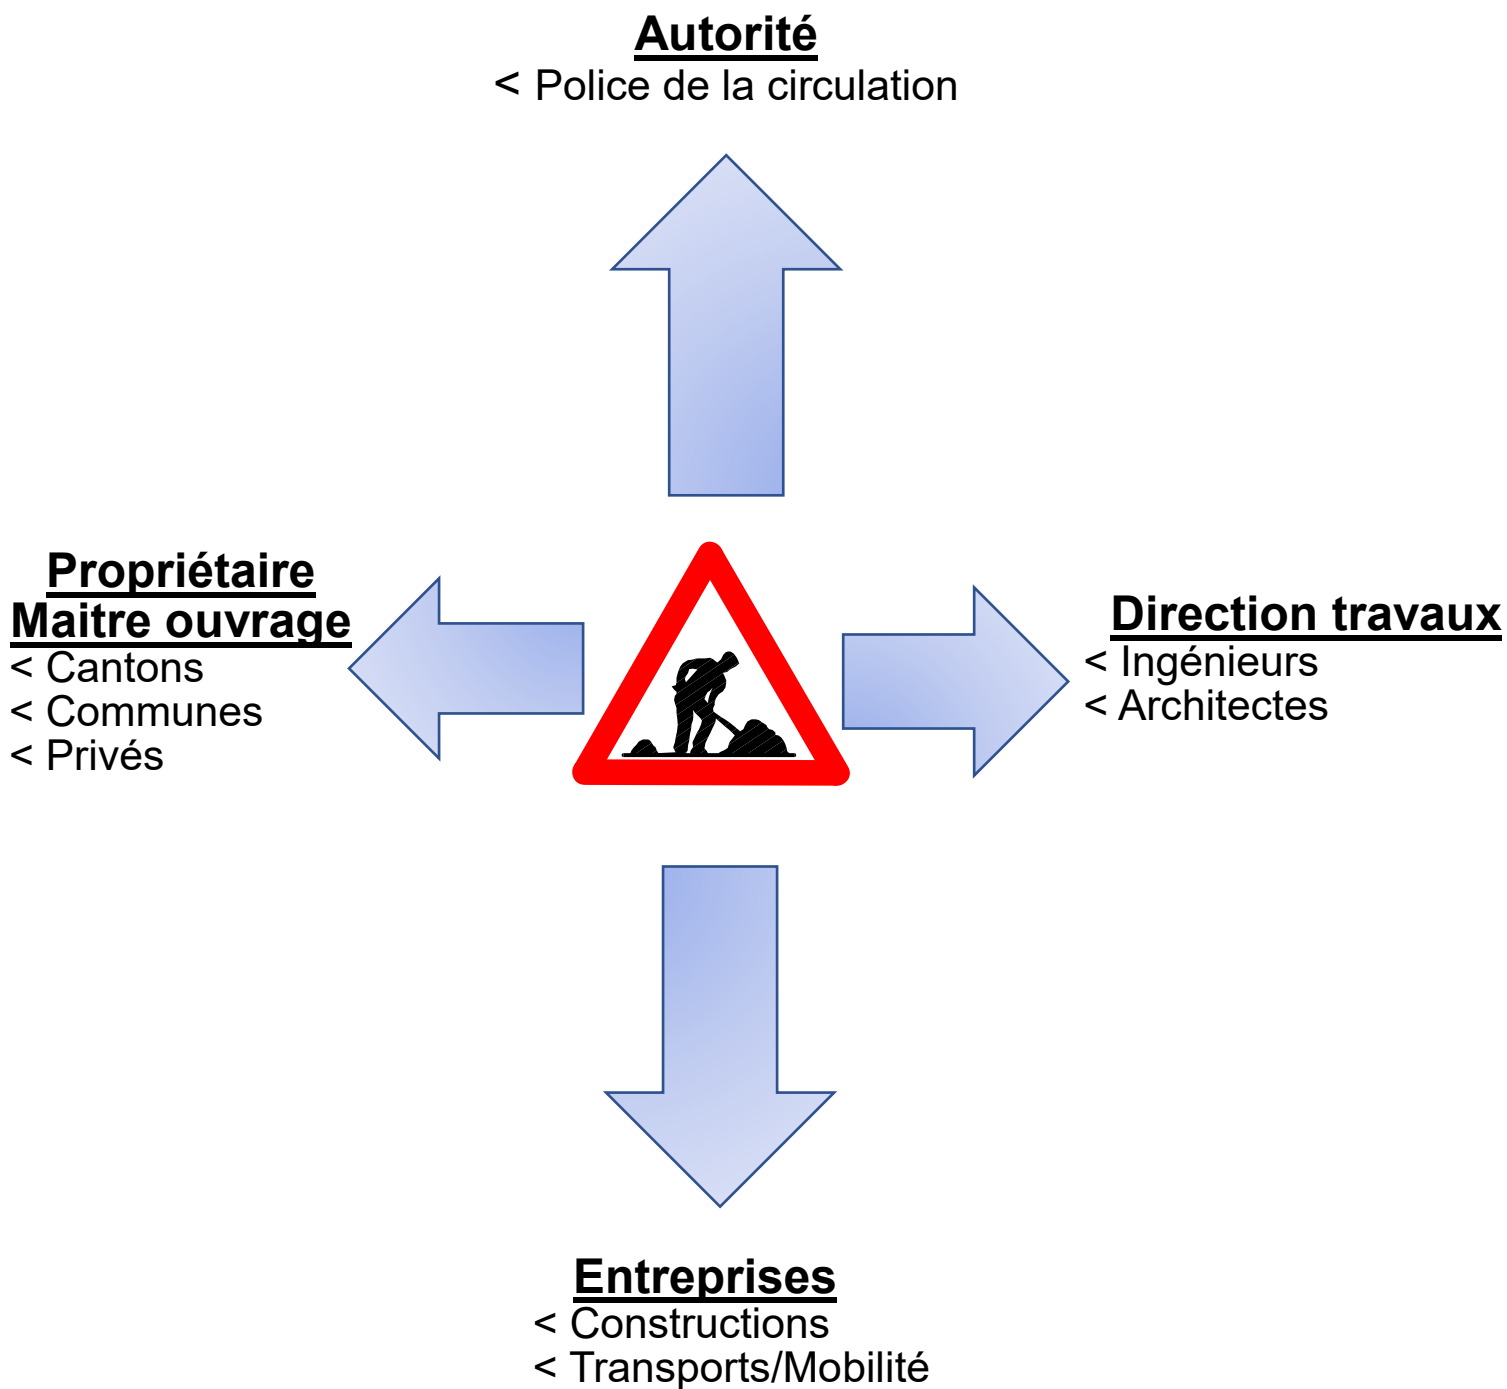 Autorité
< Police de la circulation
Propriétaire
Maitre ouvrage
< Cantons
< Communes
< Privés
Direction travaux
< Ingénieurs
< Architectes
Entreprises
< Constructions
< Transports/Mobilité